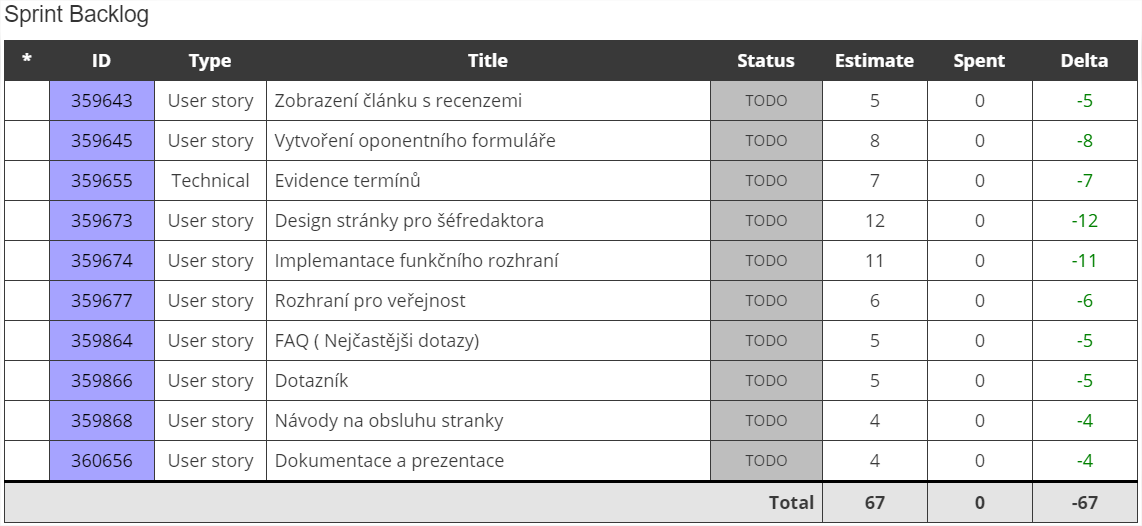 Sprint Backlog
* ID Type Title Status Estimate Spent Delta
359643 User story Zobrazení článku s recenzemi TODO 5 0 -5
359645 User story Vytvoření oponentního formuláře TODO 8 0 -8
359655 Technical Evidence termínů TODO 7 0 -7
359673 User story Design stránky pro šéfredaktora TODO 12 0 -12
359674 User story Implemantace funkčního rozhraní TODO 11 0 -11
359677 User story Rozhraní pro veřejnost TODO 6 0 -6
359864 User story FAQ ( Nejčastějši dotazy) TODO 5 0 -5
359866 User story Dotazník TODO 5 0 -5
359868 User story Návody na obsluhu stranky TODO 4 0 -4
360656 User story Dokumentace a prezentace TODO 4 0 -4
Total 67 0 -67